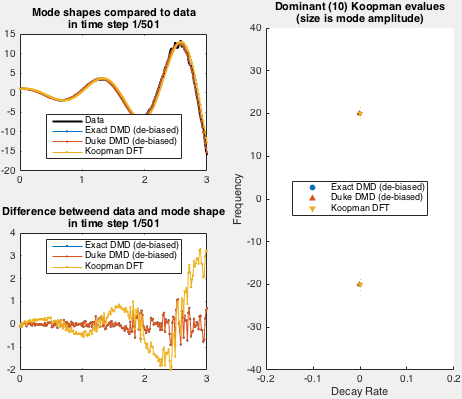 Mode shapes compared to data
in time step 1/501
15
10
5
0
-5
-10
-15
-20
Data
Exact DMD (de-biased)
Duke DMD (de-biased)
Koopman DFT
0
1
2
3
Difference betweend data and mode shape
in time step 1/501
4
3
2
1
0
-1
-2
Exact DMD (de-biased)
Duke DMD (de-biased)
Koopman DFT
0
1
2
3
Dominant (10) Koopman evalues
(size is mode amplitude)
40
30
20
10
0
-10
-20
-30
-40
Frequency
Exact DMD (de-biased)
Duke DMD (de-biased)
Koopman DFT
-0.2
-0.1
0
0.1
0.2
Decay Rate